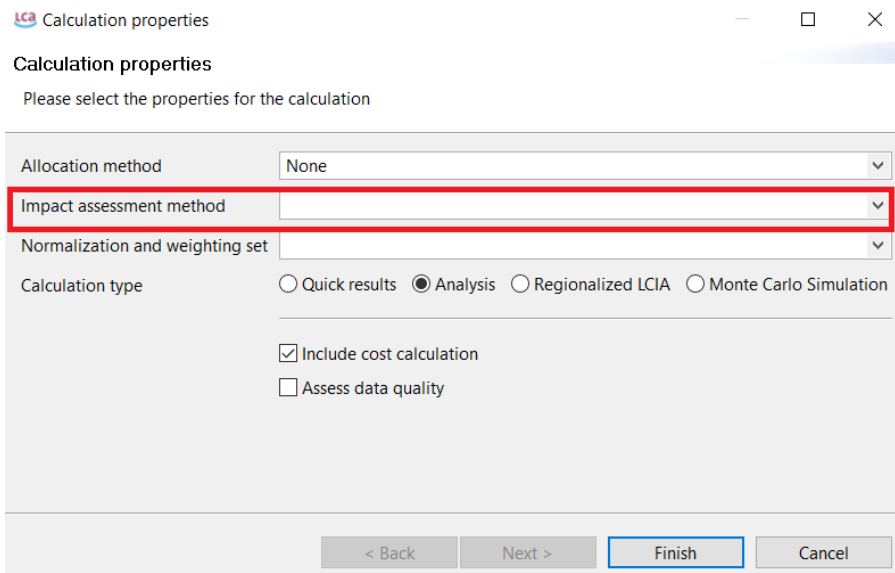 LCa Calculation properties
Calculation properties
Please select the properties for the calculation
Allocation method None
Impact assessment method
Normalization and weighting set
Calculation type Quick results Analysis Regionalized LCIA Monte Carlo Simulation
Include cost calculation
Assess data quality
< Back Next > Finish Cancel